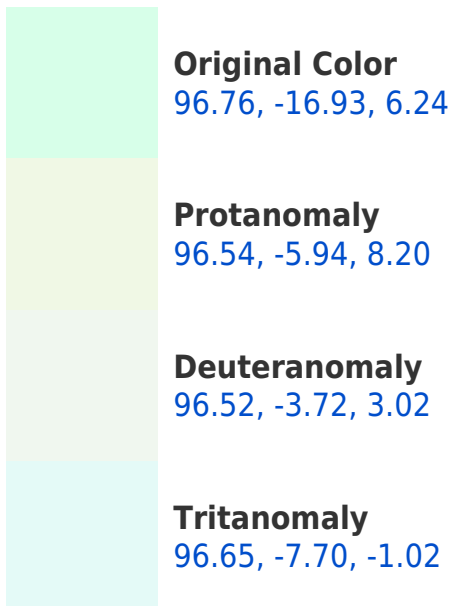 Original Color
96.76, -16.93, 6.24
Protanomaly
96.54, -5.94, 8.20
Deuteranomaly
96.52, -3.72, 3.02
Tritanomaly
96.65, -7.70, -1.02